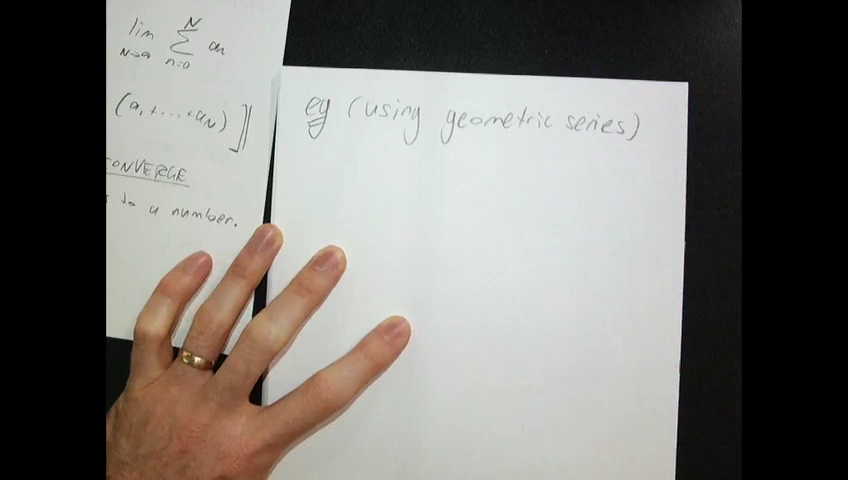 lim N→∞ N Σ n=0 an
(a₁+...+aN)]
CONVERGE
to a number.
eg (using geometric series)